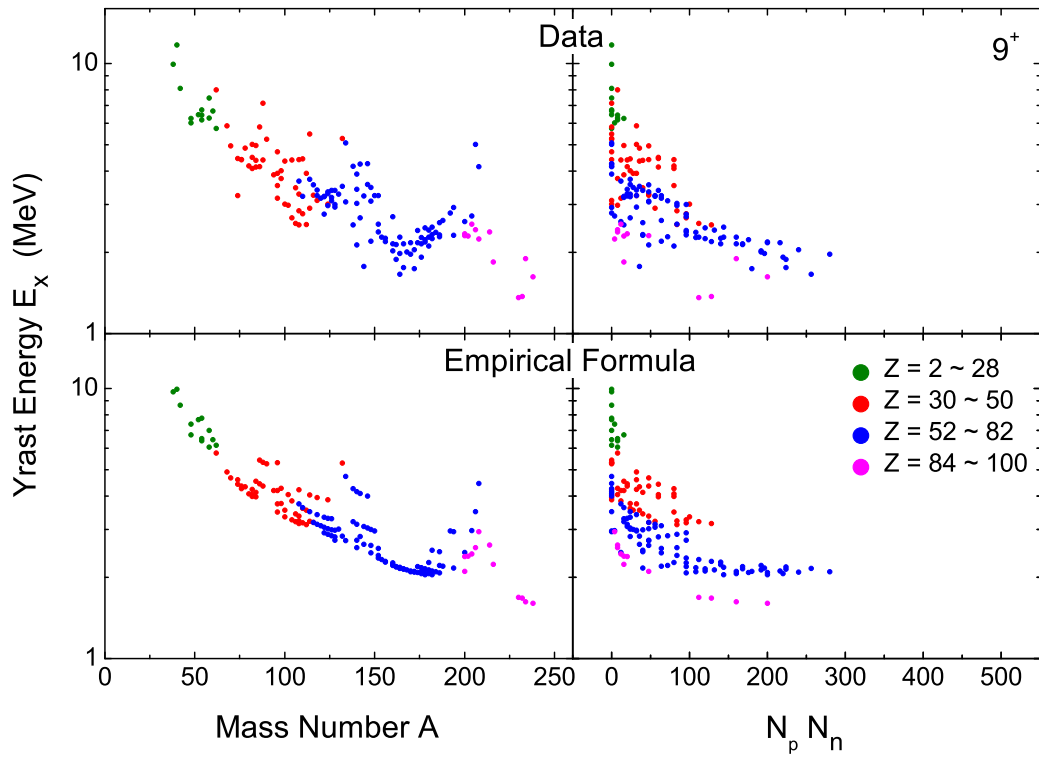 Data
9+
10
1
Yrast Energy Ex (MeV)
Empirical Formula
10
1
Z = 2 ~ 28
Z = 30 ~ 50
Z = 52 ~ 82
Z = 84 ~ 100
0 50 100 150 200 250
0 100 200 300 400 500
Mass Number A
Np Nn